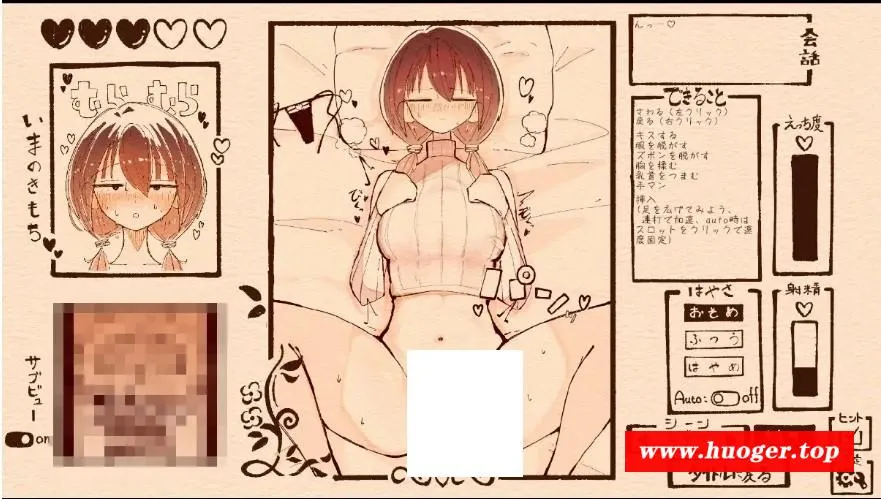 むらむら
いまのきもち
サブビュー
on
んっ…♡
会話
できること
さわる(左クリック)
戻る(右クリック)
キスする
服を脱がす
ズボンを脱がす
胸を揉む
乳首をつまむ
手マン
挿入
(足を広げてみよう、
連打で加速、auto時は
スロットをクリックで速
度固定)
えっち度
はやさ
おそめ
ふつう
はやめ
Auto: off
射精
シーン
ヒント
www.huoger.top
タイトルに戻る